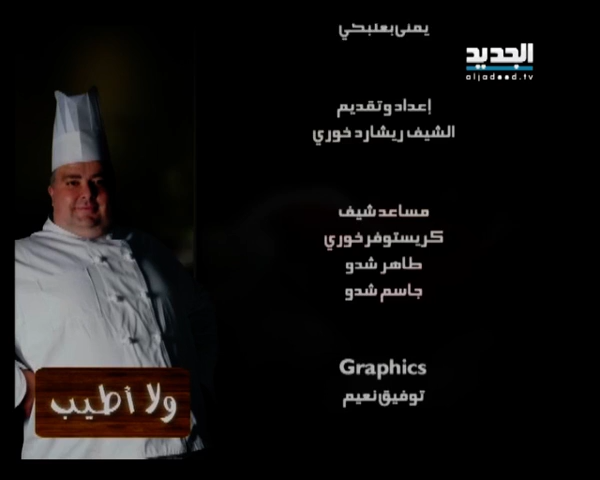 يمنى بعلبكي
الجديد
aljadeed.tv
إعداد وتقديم
الشيف ريشارد خوري
مساعد شيف
كريستوفر خوري
طاهر شدو
جاسم شدو
Graphics
توفيق نعيم
ولا أطيب